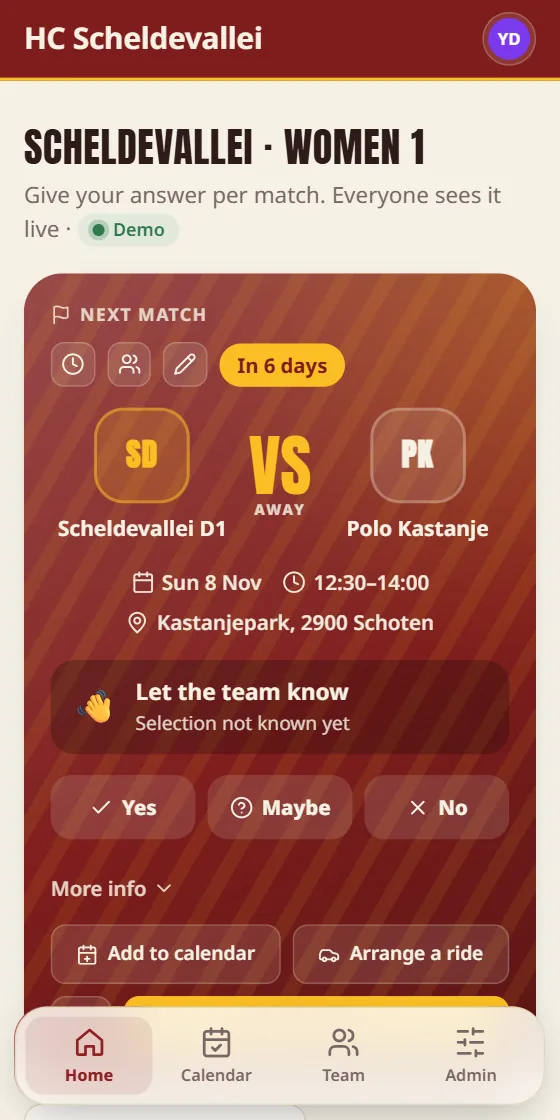 HC Scheldevallei
YD
SCHELDEVALLEI · WOMEN 1
Give your answer per match. Everyone sees it
live · Demo
NEXT MATCH
In 6 days
SD
VS
PK
AWAY
Scheldevallei D1
Polo Kastanje
Sun 8 Nov
12:30–14:00
Kastanjepark, 2900 Schoten
Let the team know
Selection not known yet
Yes
Maybe
No
More info
Add to calendar
Arrange a ride
Home
Calendar
Team
Admin